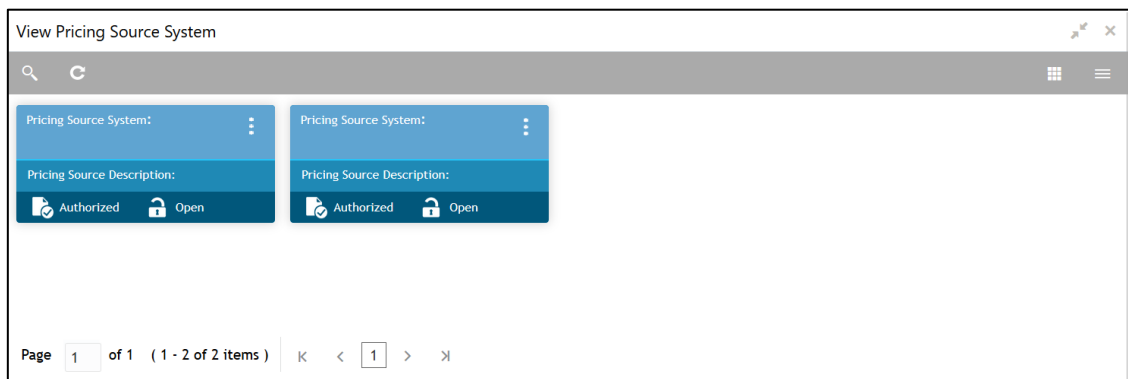 View Pricing Source System
Pricing Source System:
Pricing Source Description:
Authorized Open
Pricing Source System:
Pricing Source Description:
Authorized Open
Page 1 of 1 ( 1 - 2 of 2 items ) 1